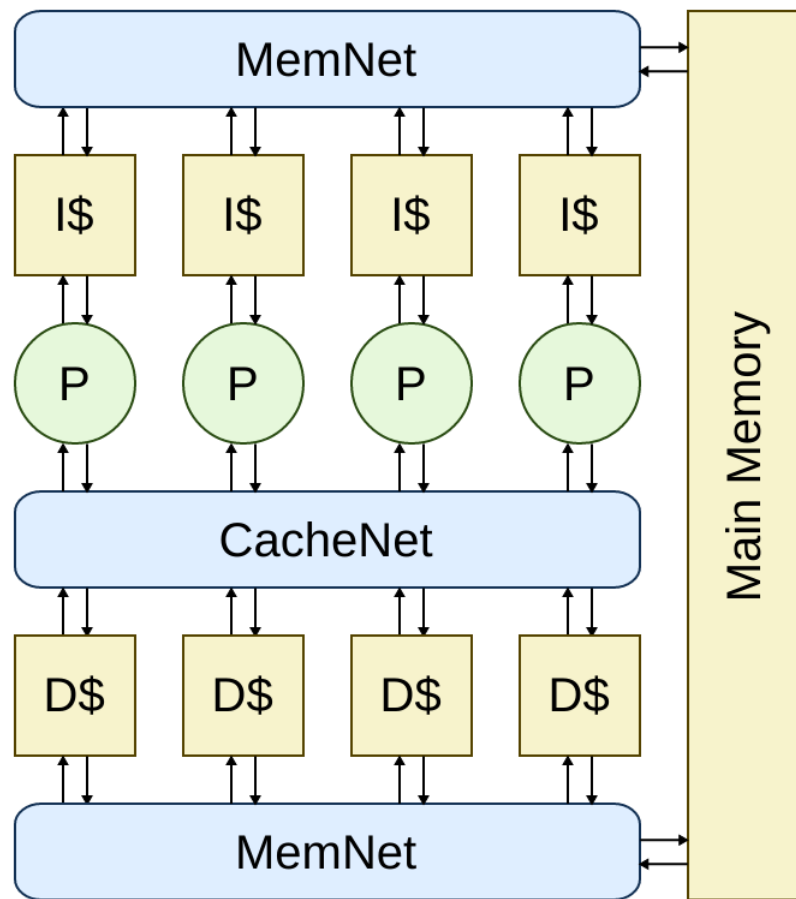 MemNet
I$ I$ I$ I$
P P P P
CacheNet
D$ D$ D$ D$
MemNet
Main Memory